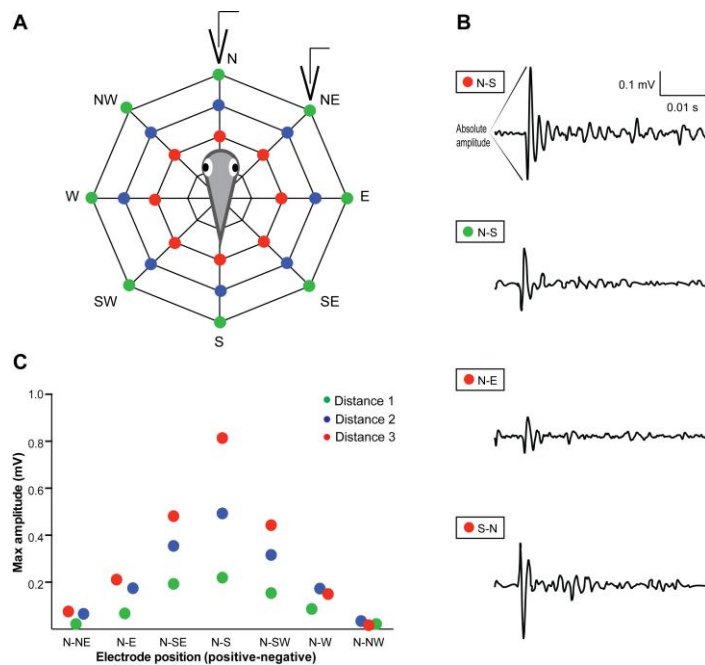 A
N
NE
E
SE
S
SW
W
NW
B
N-S
0.1 mV
0.01 s
Absolute
amplitude
N-S
N-E
S-N
C
1.0
0.8
0.6
0.4
0.2
Max amplitude (mV)
Distance 1
Distance 2
Distance 3
N-NE N-E N-SE N-S N-SW N-W N-NW
Electrode position (positive-negative)